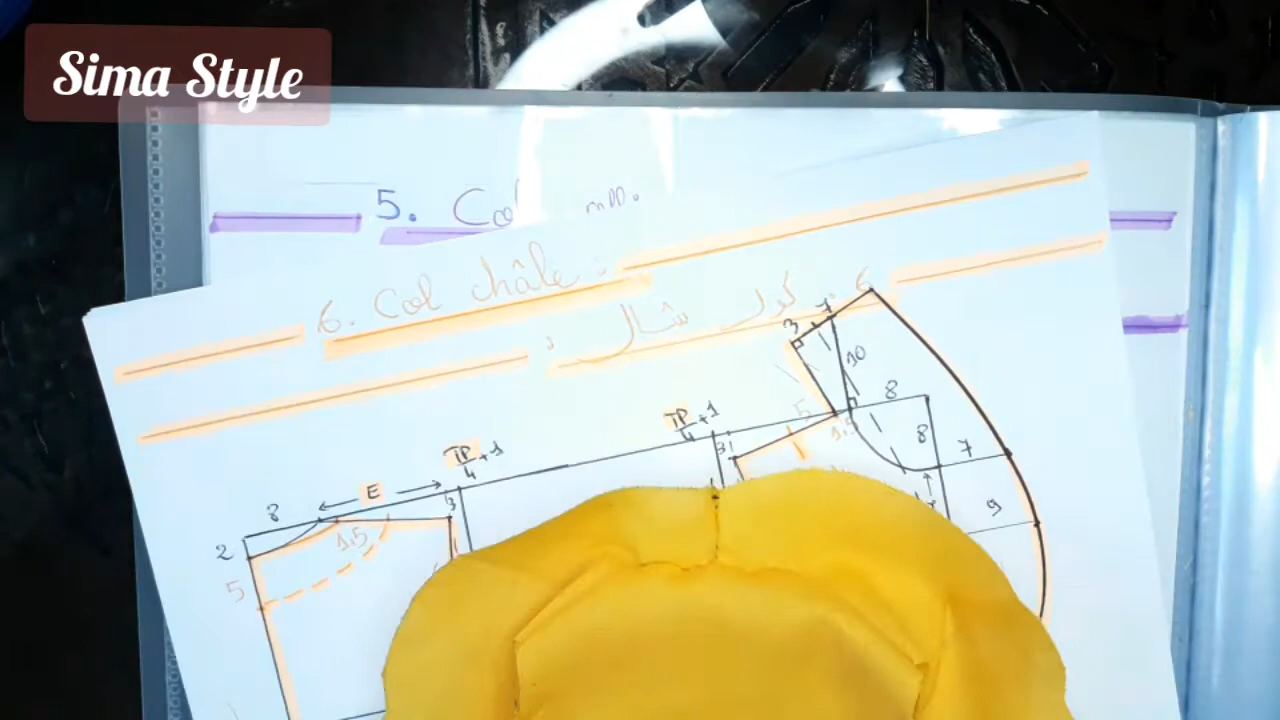 Sima Style
5. Col
6. Col châle :
6. كول شال :
3 7
10
8
TP/4+1
5
1.5
8
3
7
TP/4+1
E
8
3
9
2
1.5
5